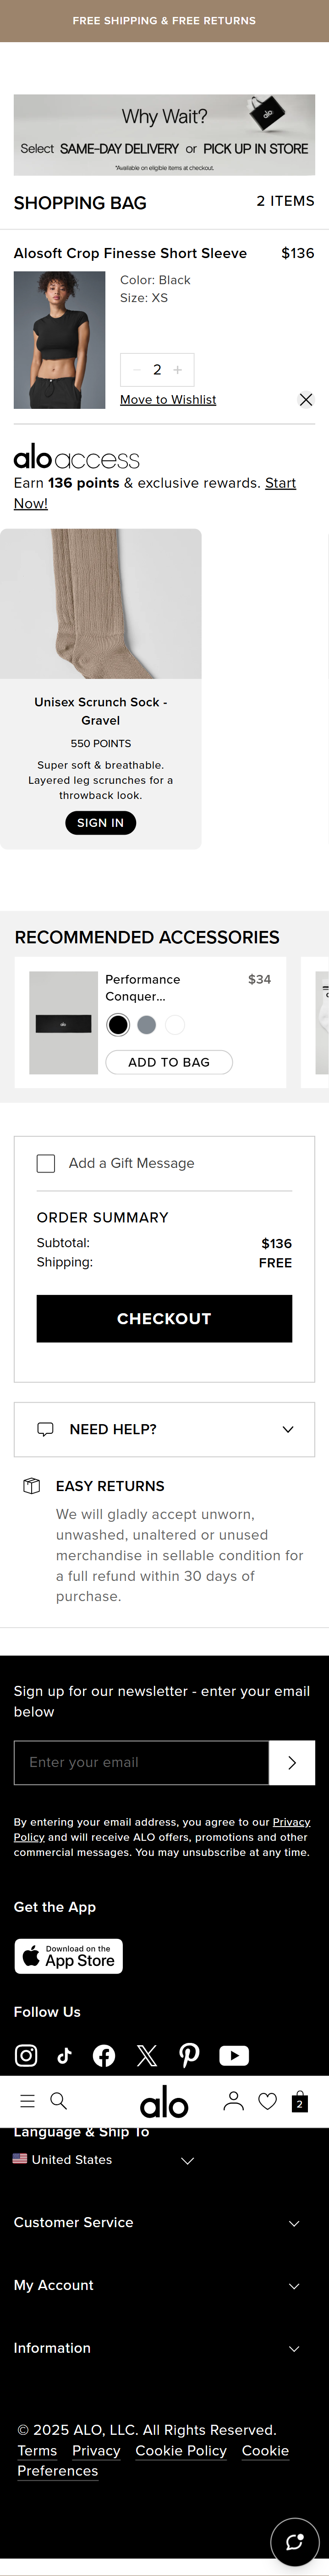 FREE SHIPPING & FREE RETURNS
Why Wait?
Select SAME-DAY DELIVERY or PICK UP IN STORE
*Available on eligible items at checkout.
SHOPPING BAG
2 ITEMS
Alosoft Crop Finesse Short Sleeve
$136
Color: Black
Size: XS
− 2 +
Move to Wishlist
alo access
Earn 136 points & exclusive rewards. Start
Now!
Unisex Scrunch Sock -
Gravel
550 POINTS
Super soft & breathable.
Layered leg scrunches for a
throwback look.
SIGN IN
RECOMMENDED ACCESSORIES
Performance
Conquer...
$34
ADD TO BAG
Add a Gift Message
ORDER SUMMARY
Subtotal: $136
Shipping: FREE
CHECKOUT
NEED HELP?
EASY RETURNS
We will gladly accept unworn,
unwashed, unaltered or unused
merchandise in sellable condition for
a full refund within 30 days of
purchase.
Sign up for our newsletter - enter your email
below
Enter your email
By entering your email address, you agree to our Privacy
Policy and will receive ALO offers, promotions and other
commercial messages. You may unsubscribe at any time.
Get the App
Download on the
App Store
Follow Us
alo
2
Language & Ship To
United States
Customer Service
My Account
Information
© 2025 ALO, LLC. All Rights Reserved.
Terms Privacy Cookie Policy Cookie
Preferences